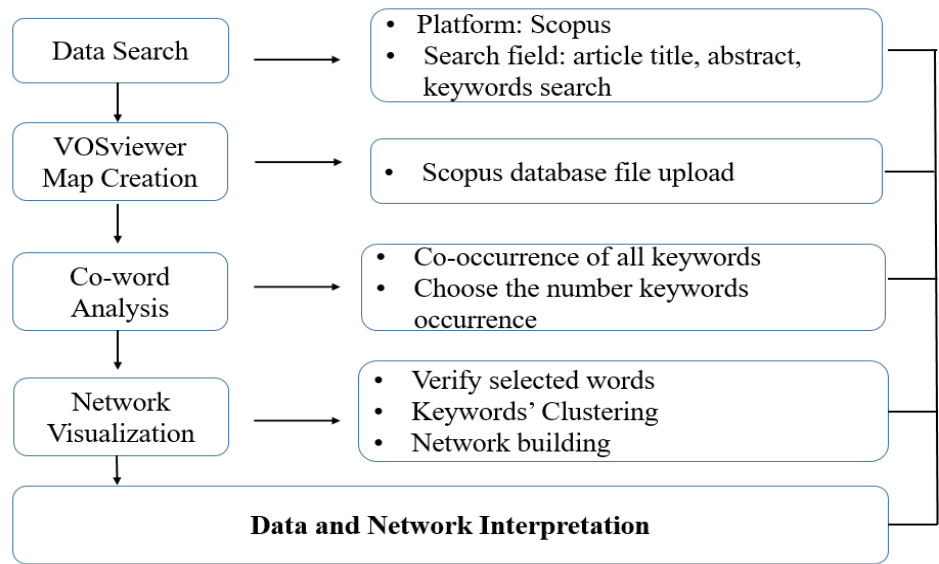 Data Search
• Platform: Scopus
• Search field: article title, abstract,
keywords search
VOSviewer
Map Creation
• Scopus database file upload
Co-word
Analysis
• Co-occurrence of all keywords
• Choose the number keywords
occurrence
Network
Visualization
• Verify selected words
• Keywords’ Clustering
• Network building
Data and Network Interpretation